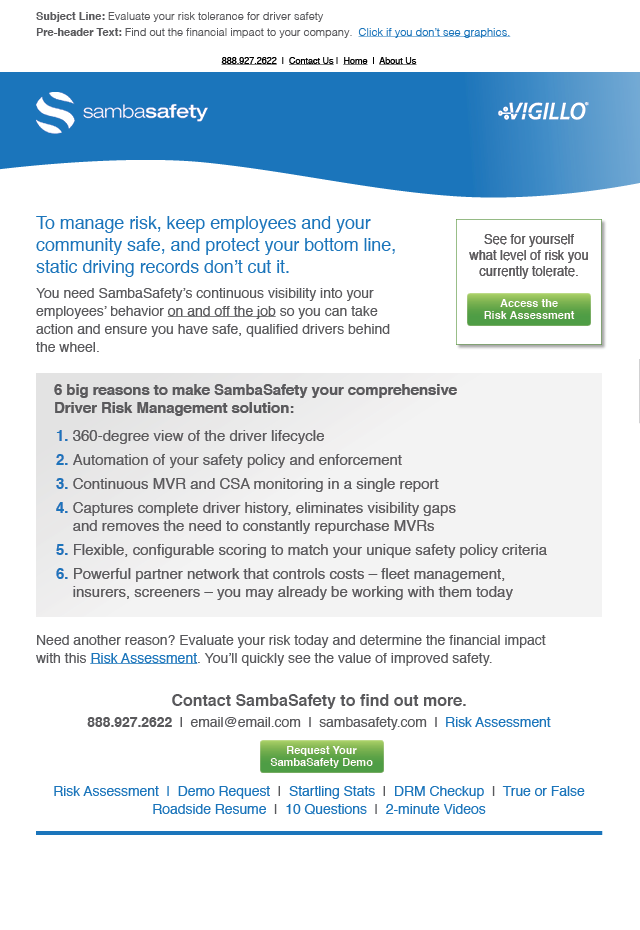 Subject Line: Evaluate your risk tolerance for driver safety
Pre-header Text: Find out the financial impact to your company. Click if you don't see graphics.
888.927.2622 | Contact Us | Home | About Us
sambasafety
VIGILLO®
To manage risk, keep employees and your
community safe, and protect your bottom line,
static driving records don't cut it.
You need SambaSafety's continuous visibility into your
employees' behavior on and off the job so you can take
action and ensure you have safe, qualified drivers behind
the wheel.
See for yourself
what level of risk you
currently tolerate.
Access the
Risk Assessment
6 big reasons to make SambaSafety your comprehensive
Driver Risk Management solution:
1. 360-degree view of the driver lifecycle
2. Automation of your safety policy and enforcement
3. Continuous MVR and CSA monitoring in a single report
4. Captures complete driver history, eliminates visibility gaps
and removes the need to constantly repurchase MVRs
5. Flexible, configurable scoring to match your unique safety policy criteria
6. Powerful partner network that controls costs – fleet management,
insurers, screeners – you may already be working with them today
Need another reason? Evaluate your risk today and determine the financial impact
with this Risk Assessment. You'll quickly see the value of improved safety.
Contact SambaSafety to find out more.
888.927.2622 | email@email.com | sambasafety.com | Risk Assessment
Request Your
SambaSafety Demo
Risk Assessment | Demo Request | Startling Stats | DRM Checkup | True or False
Roadside Resume | 10 Questions | 2-minute Videos